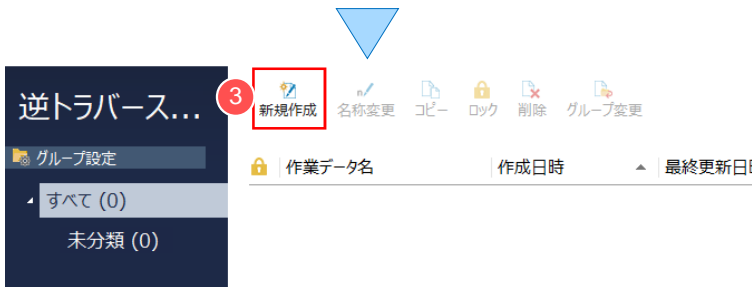 逆トラバース...
3
新規作成 名称変更 コピー ロック 削除 グループ変更
グループ設定
すべて (0)
未分類 (0)
作業データ名 作成日時 最終更新日